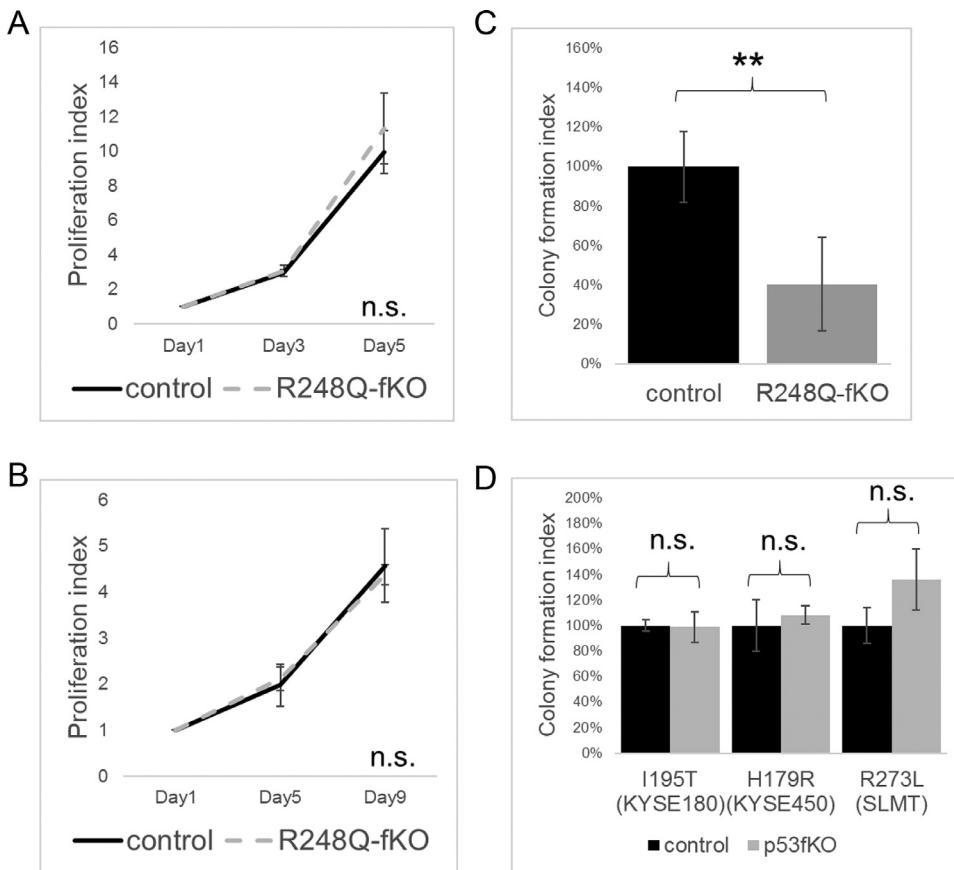 A
Proliferation index
16
14
12
10
8
6
4
2
0
n.s.
Day1 Day3 Day5
control R248Q-fKO
B
Proliferation index
6
5
4
3
2
1
0
n.s.
Day1 Day5 Day9
control R248Q-fKO
C
Colony formation index
160%
140%
120%
100%
80%
60%
40%
20%
0%
**
control R248Q-fKO
D
Colony formation index
200%
180%
160%
140%
120%
100%
80%
60%
40%
20%
0%
n.s. n.s. n.s.
I195T H179R R273L
(KYSE180) (KYSE450) (SLMT)
control p53fKO